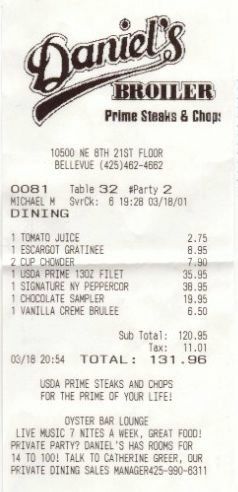 Daniel's
BROILER
Prime Steaks & Chops
10500 NE 8TH 21ST FLOOR
BELLEVUE (425)462-4662
0081 Table 32 #Party 2
MICHAEL M SvrCk: 6 19:28 03/18/01
DINING
1 TOMATO JUICE 2.75
1 ESCARGOT GRATINEE 8.95
2 CUP CHOWDER 7.90
1 USDA PRIME 13OZ FILET 35.95
1 SIGNATURE NY PEPPERCOR 38.95
1 CHOCOLATE SAMPLER 19.95
1 VANILLA CREME BRULEE 6.50
Sub Total: 120.95
Tax: 11.01
03/18 20:54 TOTAL: 131.96
USDA PRIME STEAKS AND CHOPS
FOR THE PRIME OF YOUR LIFE!
OYSTER BAR LOUNGE
LIVE MUSIC 7 NITES A WEEK, GREAT FOOD!
PRIVATE PARTY? DANIEL'S HAS ROOMS FOR
14 TO 100! TALK TO CATHERINE GREER, OUR
PRIVATE DINING SALES MANAGER425-990-6311